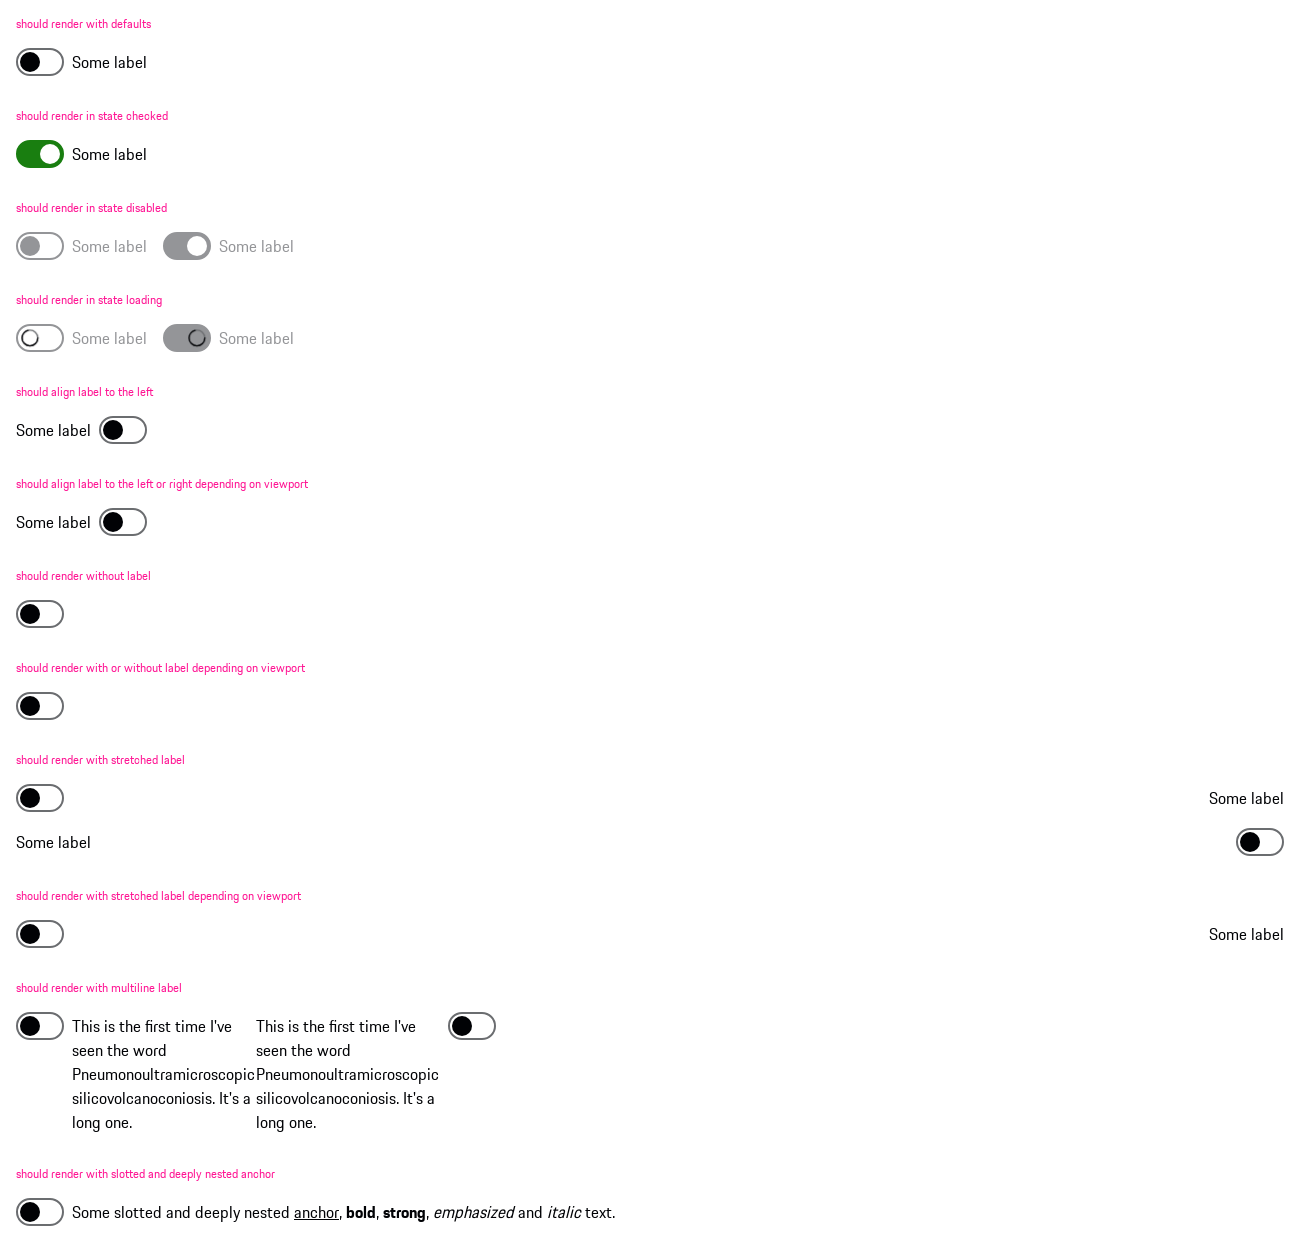 should render with defaults
Some label
should render in state checked
Some label
should render in state disabled
Some label Some label
should render in state loading
Some label Some label
should align label to the left
Some label
should align label to the left or right depending on viewport
Some label
should render without label
should render with or without label depending on viewport
should render with stretched label
Some label
Some label
should render with stretched label depending on viewport
Some label
should render with multiline label
This is the first time I've
seen the word
Pneumonoultramicroscopic
silicovolcanoconiosis. It's a
long one.
This is the first time I've
seen the word
Pneumonoultramicroscopic
silicovolcanoconiosis. It's a
long one.
should render with slotted and deeply nested anchor
Some slotted and deeply nested anchor, bold, strong, emphasized and italic text.